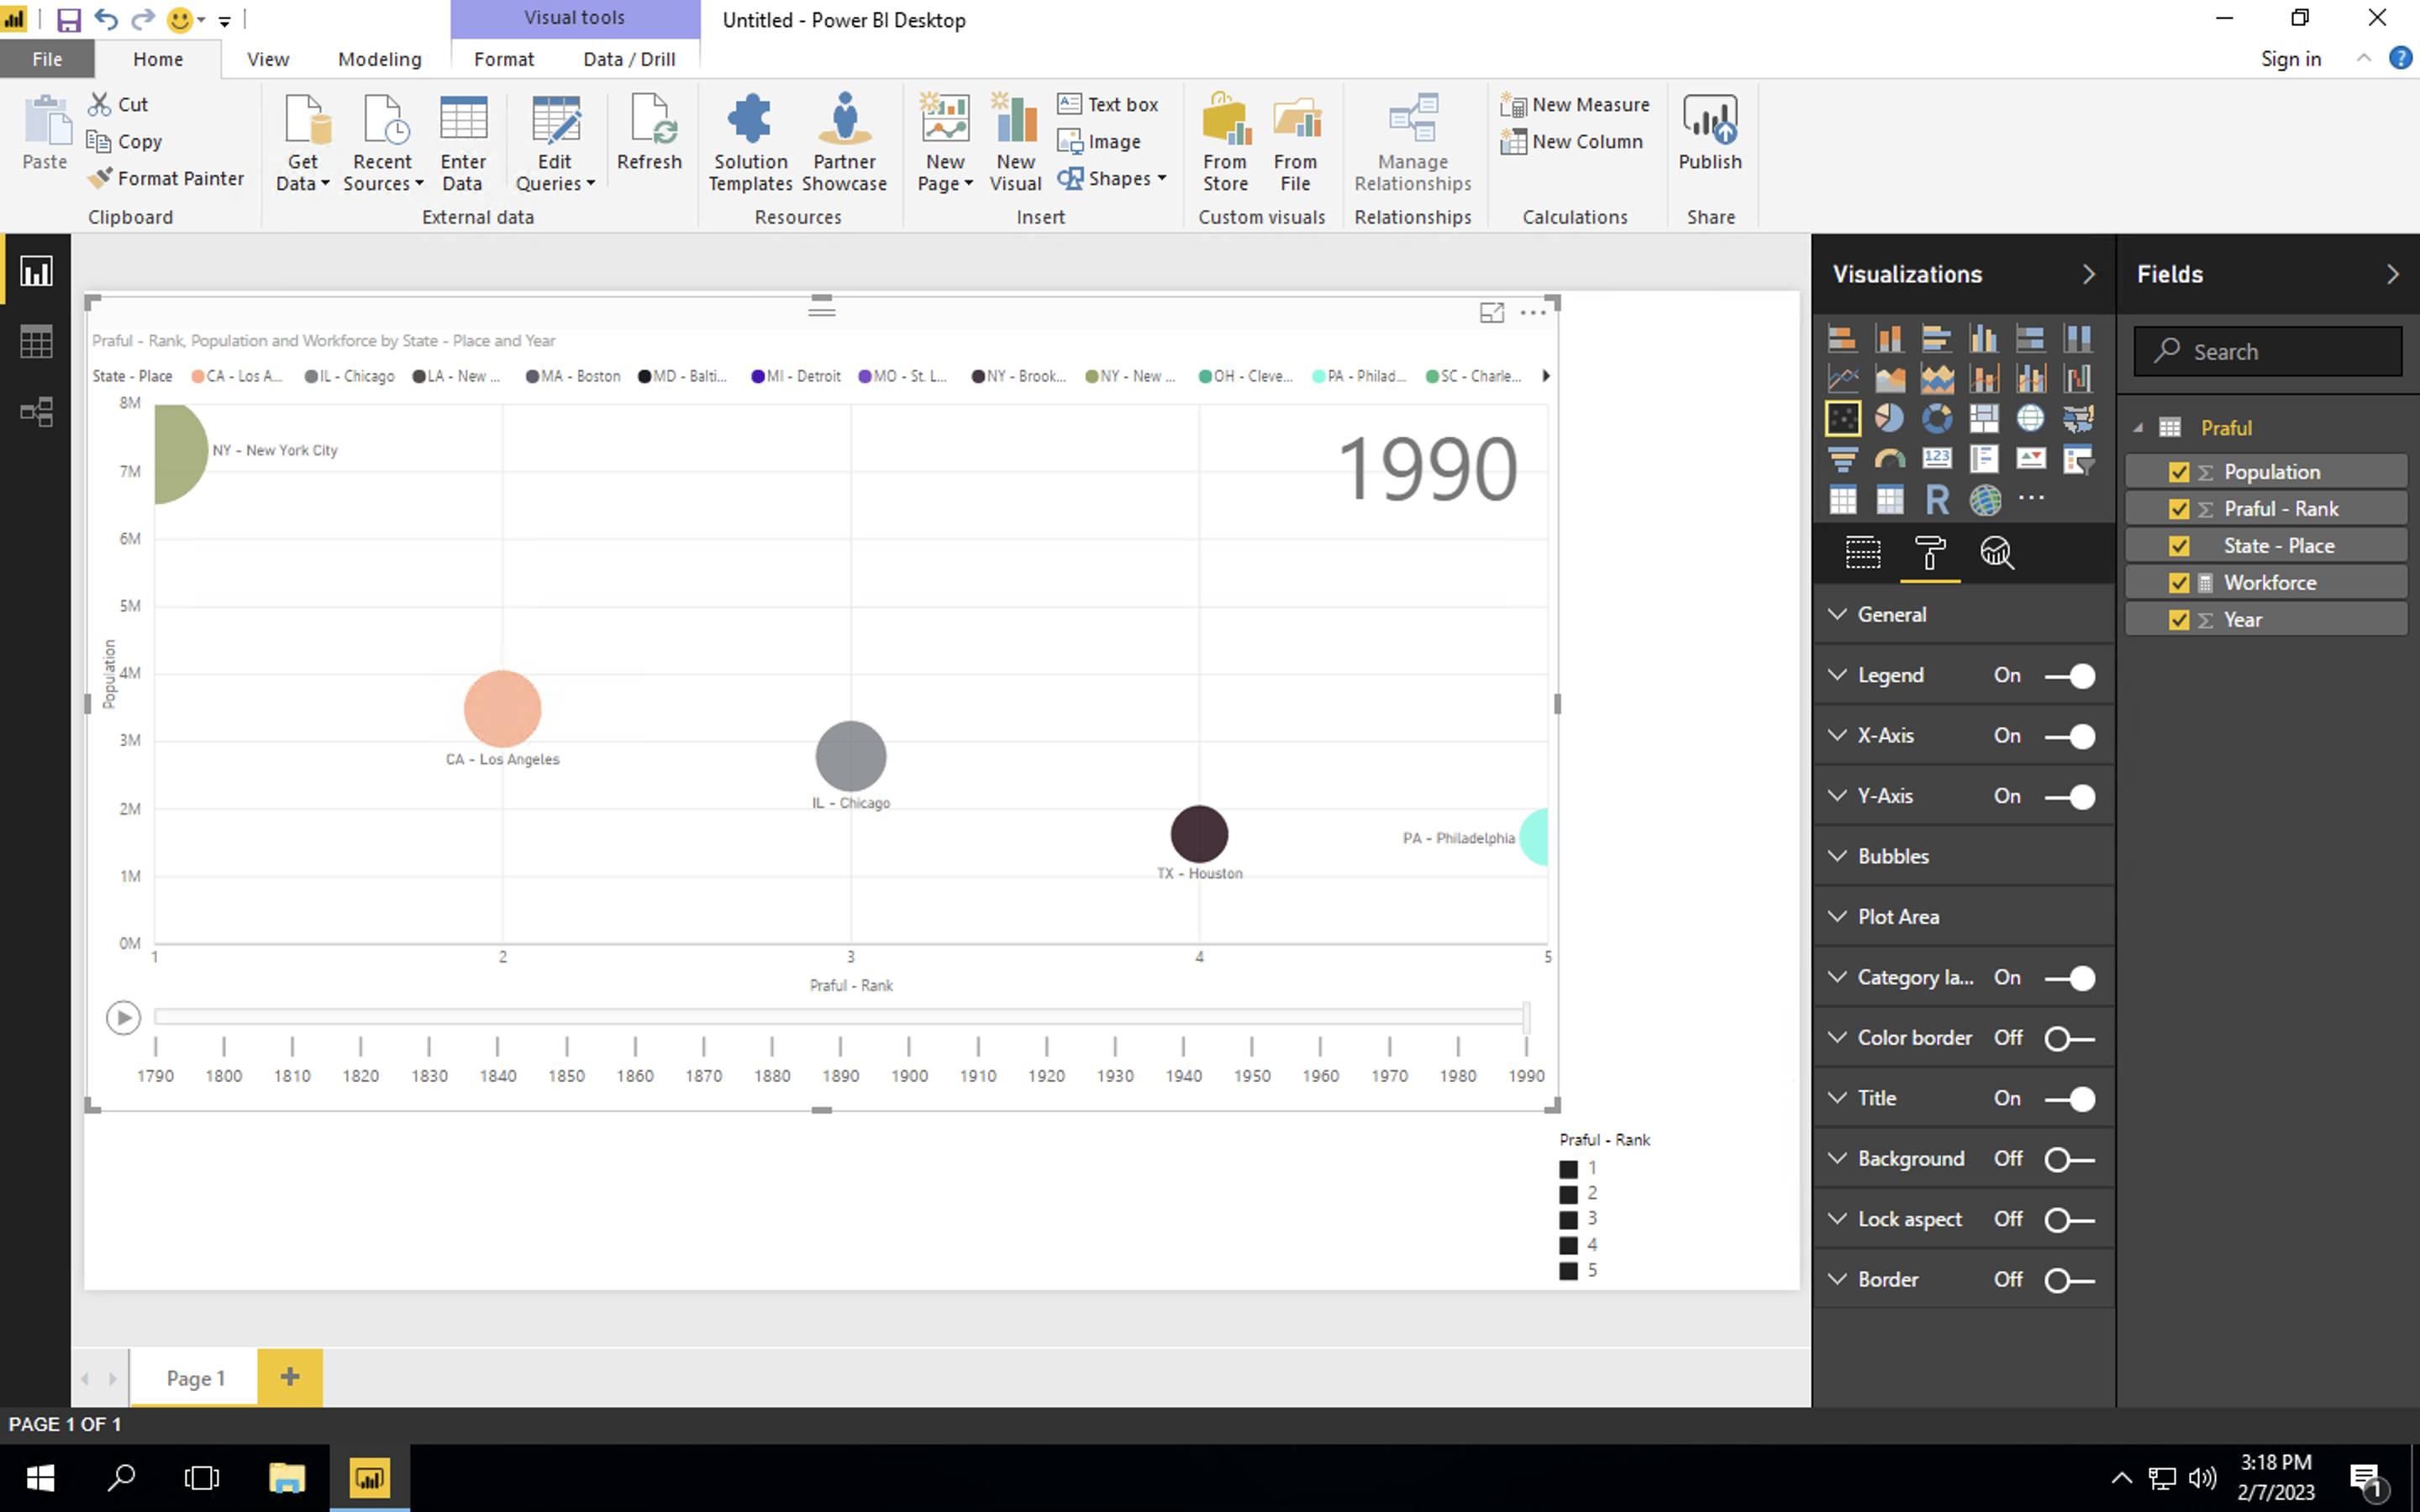 Visual tools
Untitled - Power BI Desktop
File
Home
View
Modeling
Format
Data / Drill
Sign in
?
Paste
Cut
Copy
Format Painter
Clipboard
Get Data
Recent Sources
Enter Data
Edit Queries
Refresh
External data
Solution Templates
Partner Showcase
Resources
New Page
New Visual
Text box
Image
Shapes
Insert
From Store
From File
Custom visuals
Manage Relationships
Relationships
New Measure
New Column
Calculations
Publish
Share
Praful - Rank, Population and Workforce by State - Place and Year
State - Place CA - Los A... IL - Chicago LA - New ... MA - Boston MD - Balti... MI - Detroit MO - St. L... NY - Brook... NY - New ... OH - Cleve... PA - Philad... SC - Charle...
1990
8M
7M
6M
5M
4M
3M
2M
1M
0M
Population
NY - New York City
CA - Los Angeles
IL - Chicago
TX - Houston
PA - Philadelphia
1 2 3 4 5
Praful - Rank
1790 1800 1810 1820 1830 1840 1850 1860 1870 1880 1890 1900 1910 1920 1930 1940 1950 1960 1970 1980 1990
Praful - Rank
1
2
3
4
5
Visualizations
123
R
General
Legend On
X-Axis On
Y-Axis On
Bubbles
Plot Area
Category la... On
Color border Off
Title On
Background Off
Lock aspect Off
Border Off
Fields
Search
Praful
Population
Praful - Rank
State - Place
Workforce
Year
Page 1
PAGE 1 OF 1
3:18 PM
2/7/2023
1